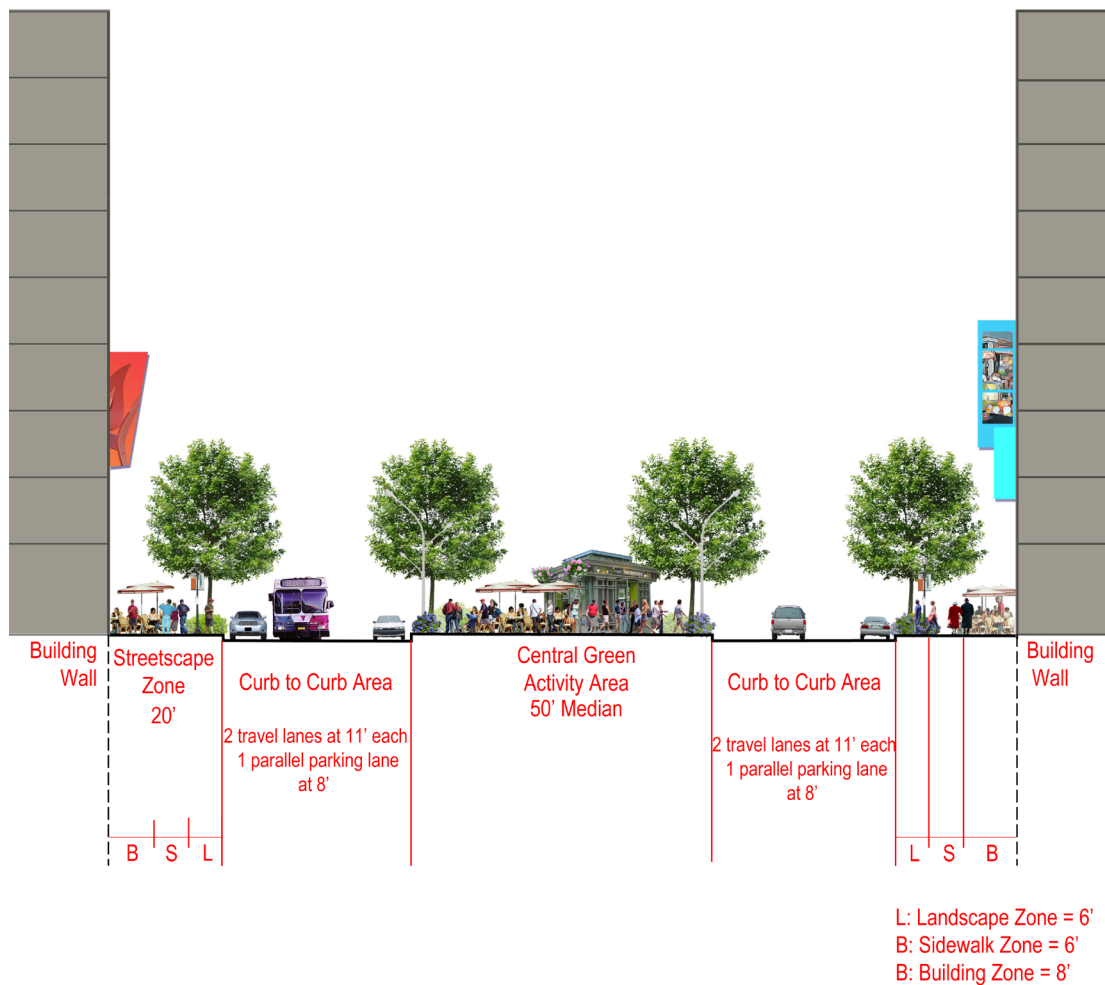 Building
Wall
Streetscape
Zone
20’
Curb to Curb Area
2 travel lanes at 11’ each
1 parallel parking lane
at 8’
Central Green
Activity Area
50’ Median
Curb to Curb Area
2 travel lanes at 11’ each
1 parallel parking lane
at 8’
Building
Wall
B S L
L S B
L: Landscape Zone = 6’
B: Sidewalk Zone = 6’
B: Building Zone = 8’